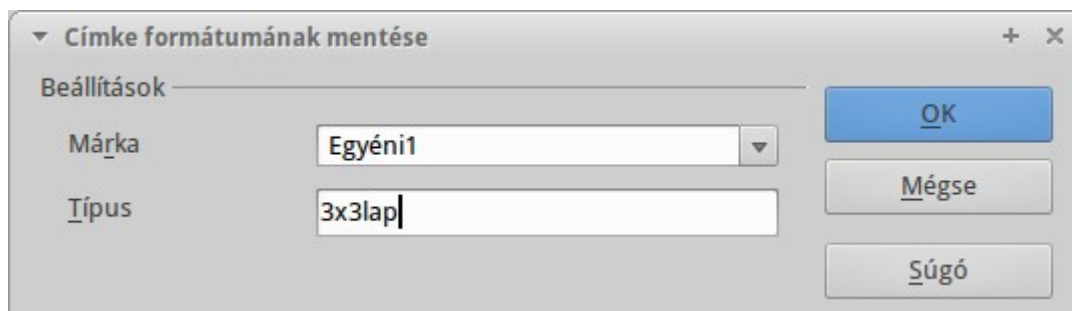 Címke formátumának mentése
Beállítások
Márka
Egyéni1
Típus
3x3lap
OK
Mégse
Súgó